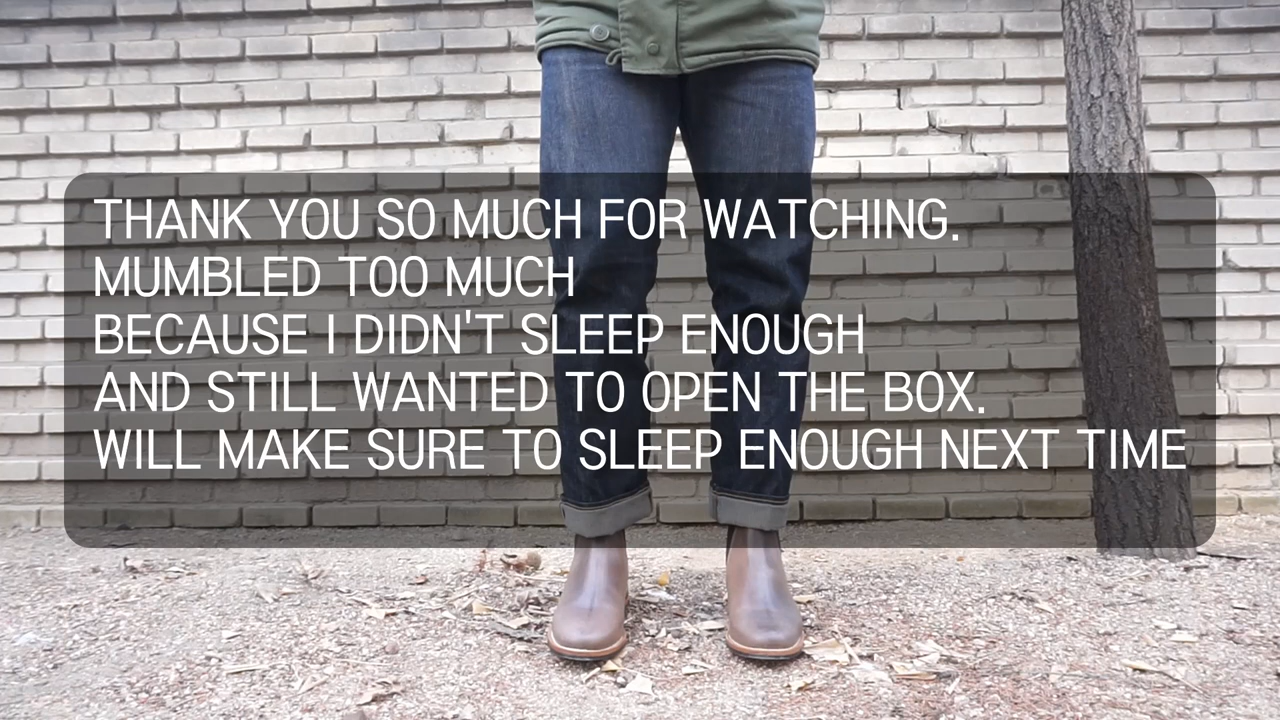 THANK YOU SO MUCH FOR WATCHING.
MUMBLED TOO MUCH
BECAUSE I DIDN'T SLEEP ENOUGH
AND STILL WANTED TO OPEN THE BOX.
WILL MAKE SURE TO SLEEP ENOUGH NEXT TIME